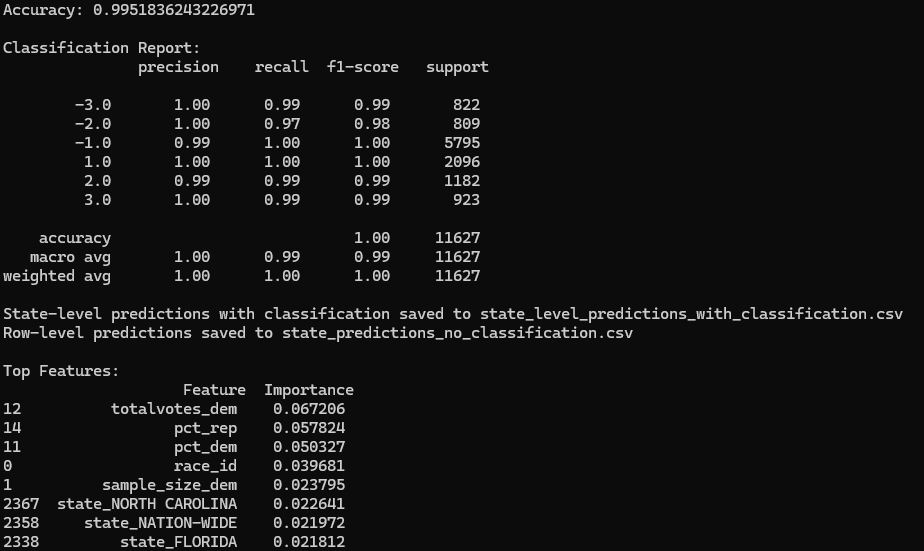 Accuracy: 0.9951836243226971
Classification Report:
precision recall f1-score support
-3.0 1.00 0.99 0.99 822
-2.0 1.00 0.97 0.98 809
-1.0 0.99 1.00 1.00 5795
1.0 1.00 1.00 1.00 2096
2.0 0.99 0.99 0.99 1182
3.0 1.00 0.99 0.99 923
accuracy 1.00 11627
macro avg 1.00 0.99 0.99 11627
weighted avg 1.00 1.00 1.00 11627
State-level predictions with classification saved to state_level_predictions_with_classification.csv
Row-level predictions saved to state_predictions_no_classification.csv
Top Features:
Feature Importance
12 totalvotes_dem 0.067206
14 pct_rep 0.057824
11 pct_dem 0.050327
0 race_id 0.039681
1 sample_size_dem 0.023795
2367 state_NORTH CAROLINA 0.022641
2358 state_NATION-WIDE 0.021972
2338 state_FLORIDA 0.021812